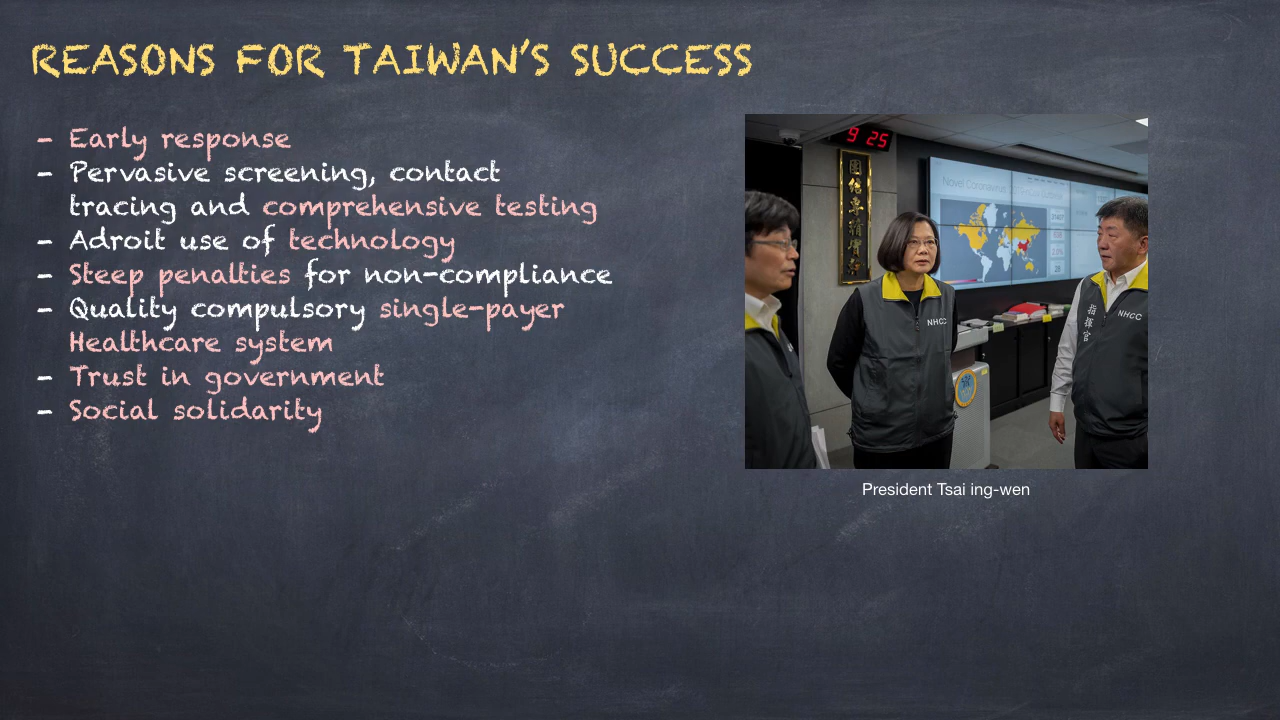 REASONS FOR TAIWAN'S SUCCESS
- Early response
- Pervasive screening, contact
tracing and comprehensive testing
- Adroit use of technology
- Steep penalties for non-compliance
- Quality compulsory single-payer
Healthcare system
- Trust in government
- Social solidarity
9 25
Novel Coronavirus
NHCC
NHCC
指揮官
President Tsai ing-wen